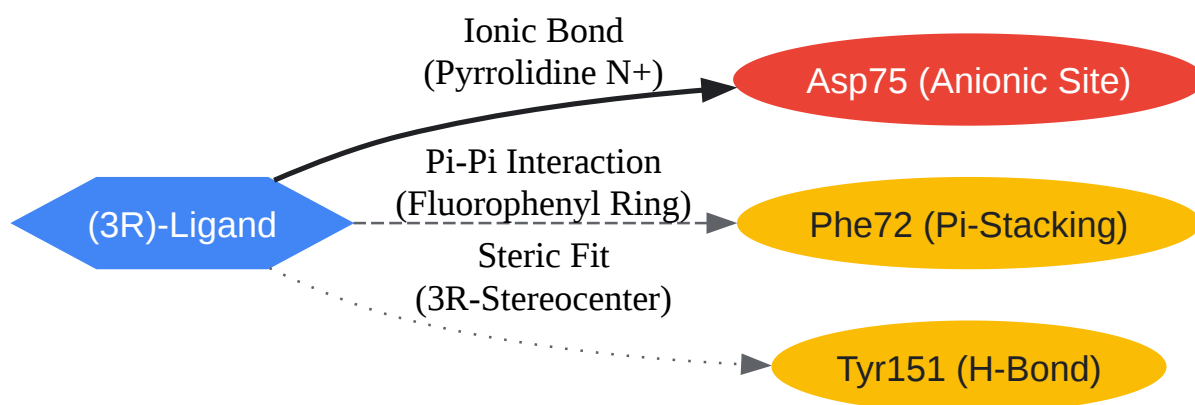 Ionic Bond
(Pyrrolidine N+)
Asp75 (Anionic Site)
Pi-Pi Interaction
(Fluorophenyl Ring)
(3R)-Ligand
Phe72 (Pi-Stacking)
Steric Fit
(3R-Stereocenter)
Tyr151 (H-Bond)